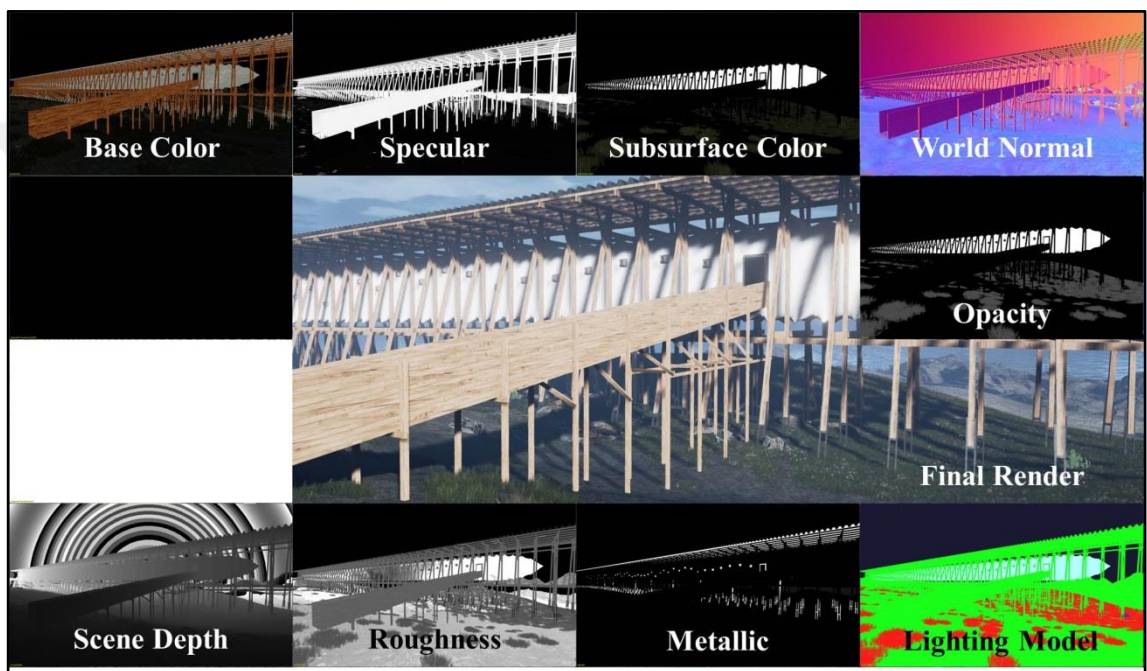 Base Color
Specular
Subsurface Color
World Normal
Opacity
Final Render
Scene Depth
Roughness
Metallic
Lighting Model